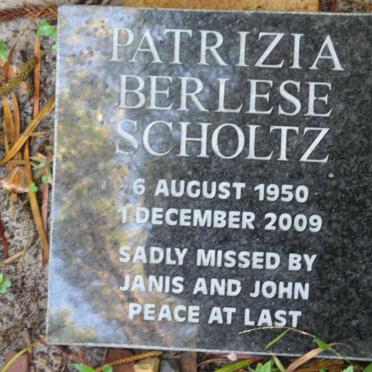 PATRIZIA
BERLESE
SCHOLTZ
6 AUGUST 1950
1 DECEMBER 2009
SADLY MISSED BY
JANIS AND JOHN
PEACE AT LAST